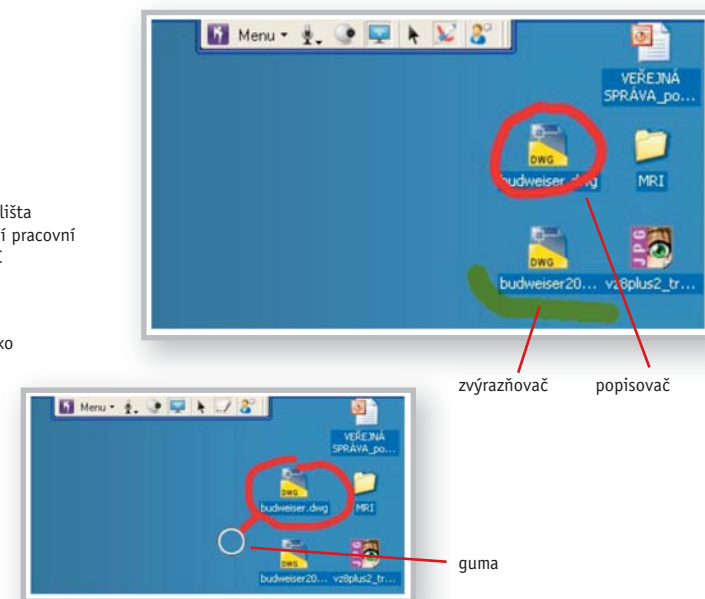 Menu
VEŘEJNÁ
SPRÁVA_po...
DWG
budweiser.dwg
MRI
lišta
í pracovní
DWG
JPG
budweiser20...
vz8plus2_tr...
ko
zvýrazňovač
popisovač
Menu
VEŘEJNÁ
SPRÁVA_po...
DWG
budweiser.dwg
MRI
guma
DWG
JPG
budweiser20...
vz8plus2_tr...